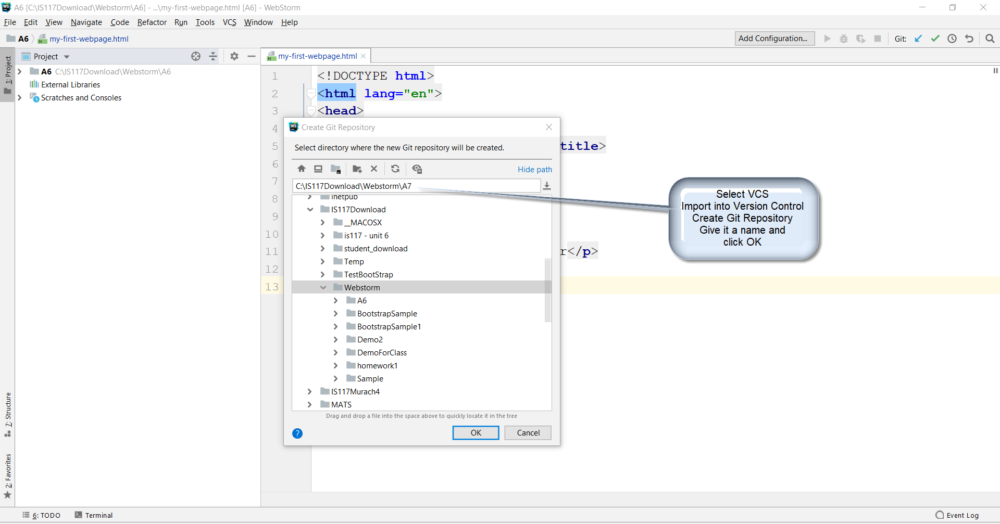 A6 [C:\IS117Download\Webstorm\A6] - ...\my-first-webpage.html [A6] - WebStorm
File Edit View Navigate Code Refactor Run Tools VCS Window Help
A6 my-first-webpage.html
Add Configuration...
Git:
1: Project
Project
A6 C:\IS117Download\Webstorm\A6
External Libraries
Scratches and Consoles
my-first-webpage.html
1 <!DOCTYPE html>
2 <html lang="en">
3 <head>
4
5 title>
6
7
8
9
10
11 r</p>
12
13
Create Git Repository
Select directory where the new Git repository will be created.
Hide path
C:\IS117Download\Webstorm\A7
inetpub
IS117Download
__MACOSX
is117 - unit 6
student_download
Temp
TestBootStrap
Webstorm
A6
BootstrapSample
BootstrapSample1
Demo2
DemoForClass
homework1
Sample
IS117Murach4
MATS
Drag and drop a file into the space above to quickly locate it in the tree
?
OK
Cancel
Select VCS
Import into Version Control
Create Git Repository
Give it a name and
click OK
7: Structure
2: Favorites
6: TODO
Terminal
Event Log